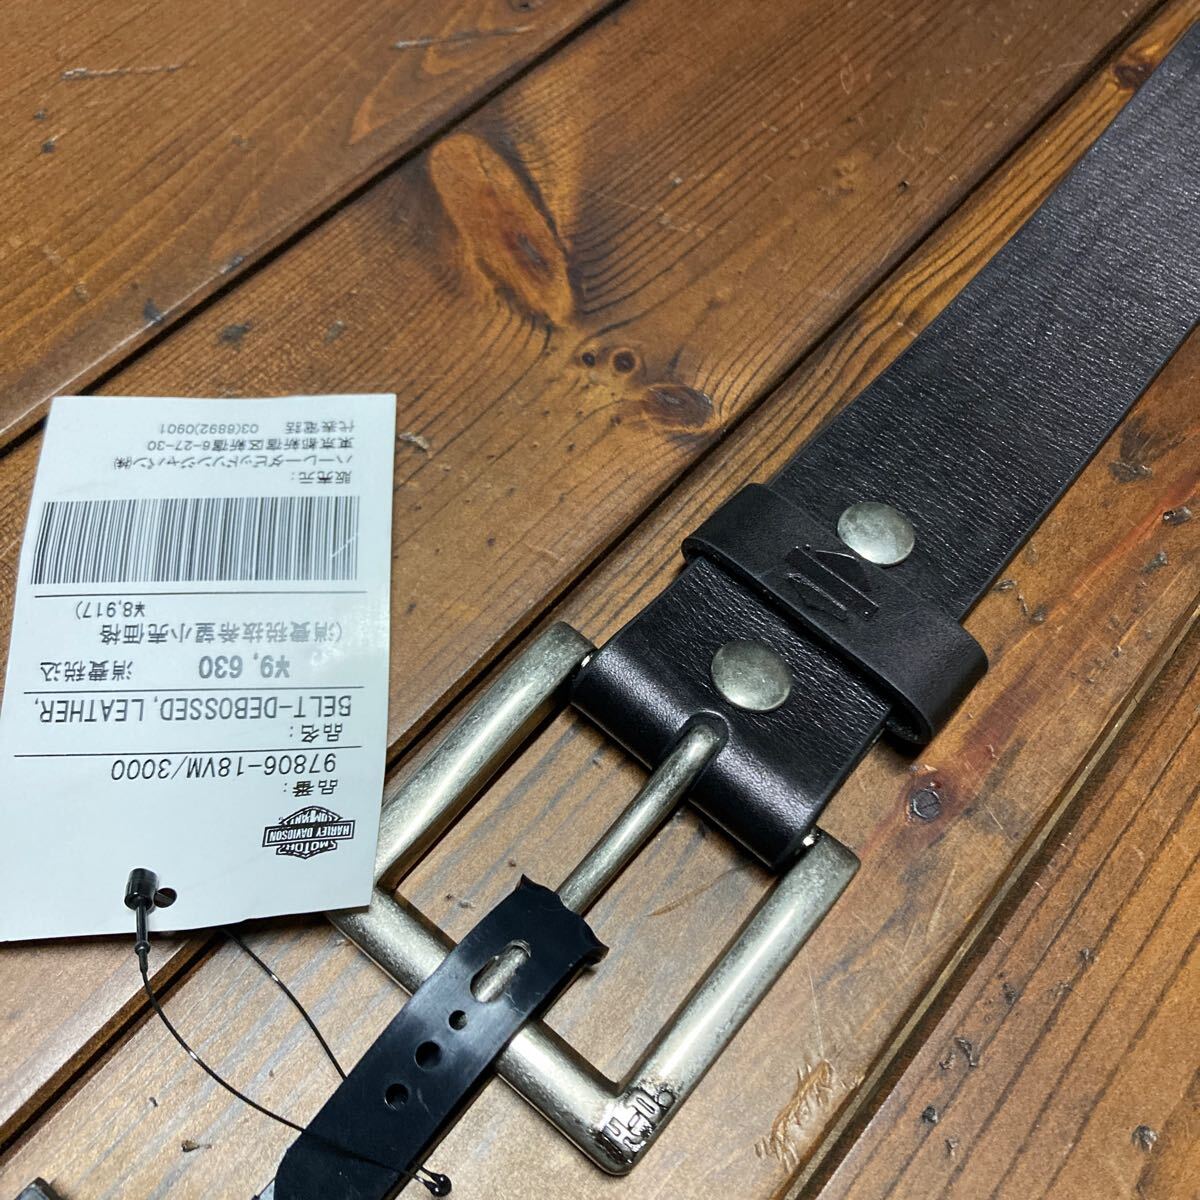 MOTOR
HARLEY-DAVIDSON
COMPANY
品番:
97806-18VM/3000
品名:
BELT-DEBOSSED, LEATHER,
¥9,630 消費税込
(消費税抜希望小売価格
¥8,917)
販売元:
ハーレーダビッドソンジャパン㈱
東京都新宿区新宿6-27-30
代表電話 03(6892)0901
H-D